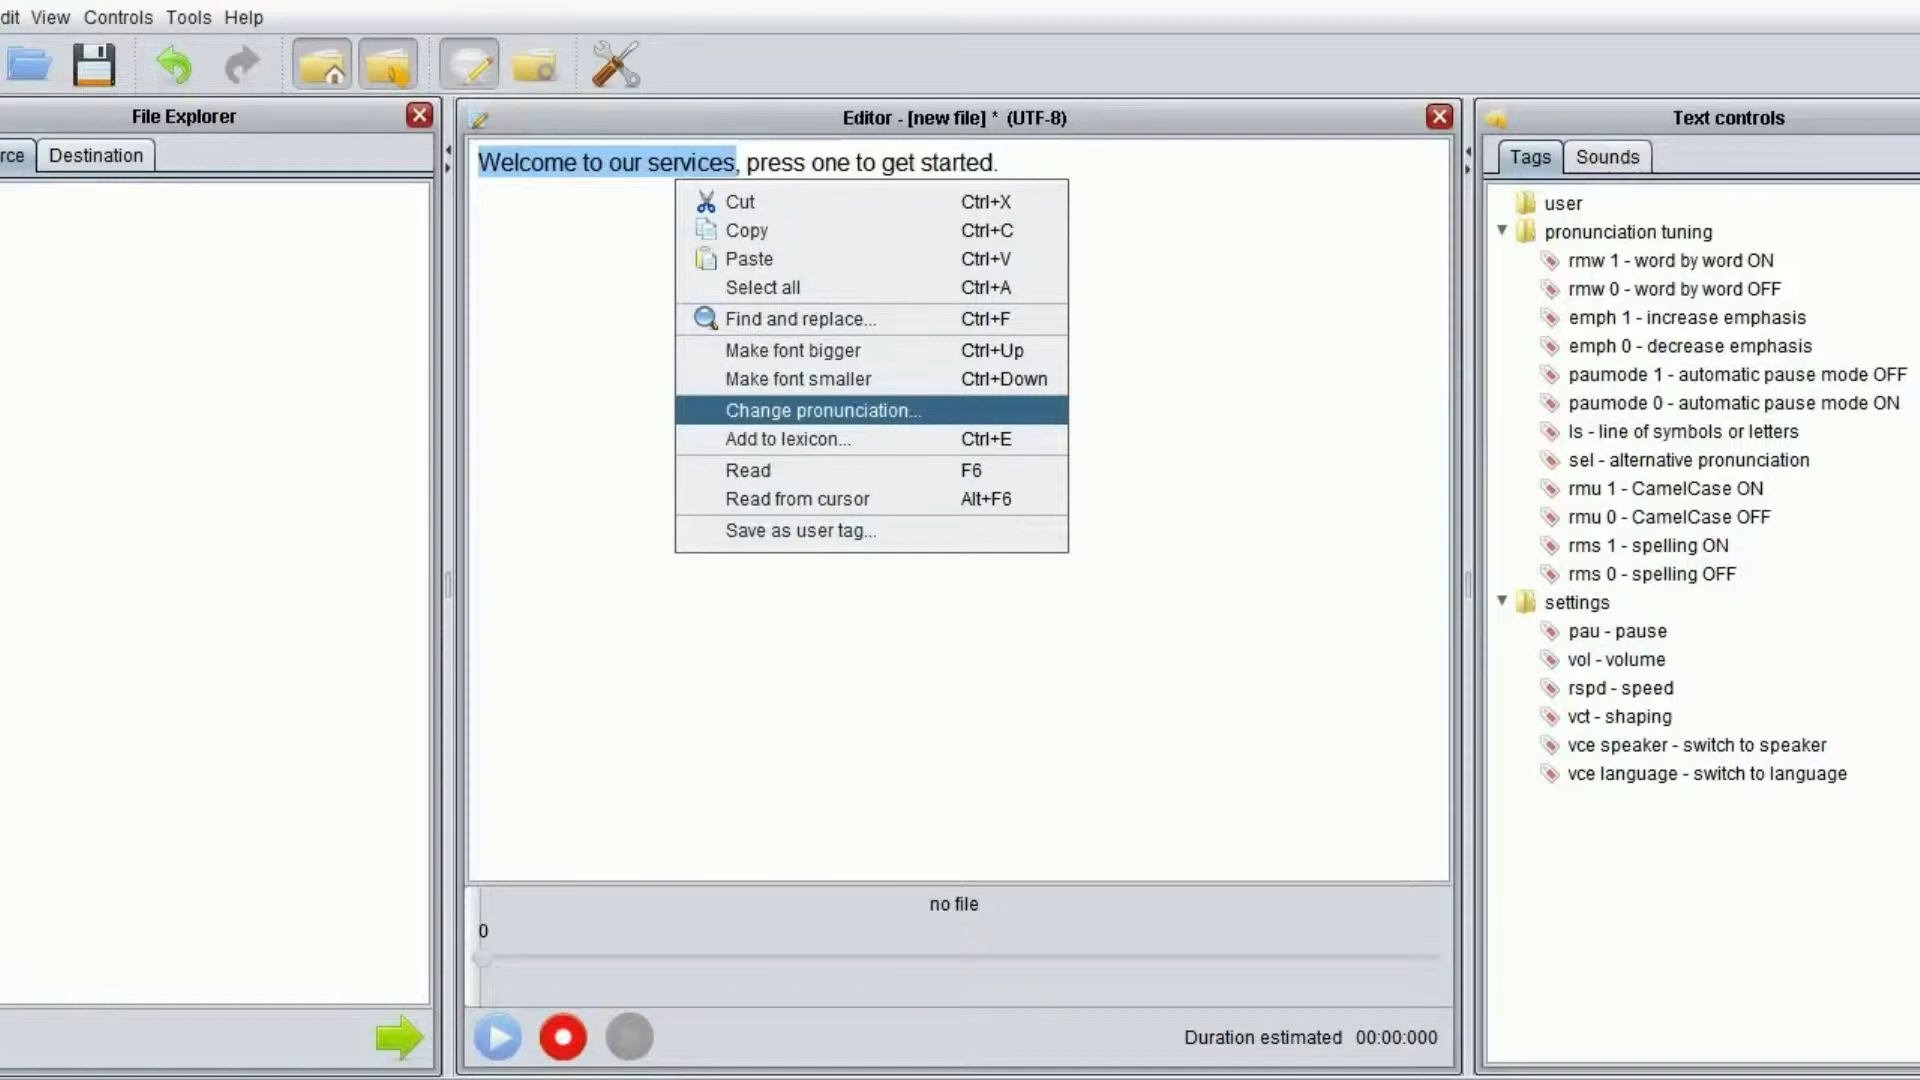 dit View Controls Tools Help
File Explorer
rce Destination
Editor - [new file] * (UTF-8)
Welcome to our services, press one to get started.
Cut Ctrl+X
Copy Ctrl+C
Paste Ctrl+V
Select all Ctrl+A
Find and replace... Ctrl+F
Make font bigger Ctrl+Up
Make font smaller Ctrl+Down
Change pronunciation...
Add to lexicon... Ctrl+E
Read F6
Read from cursor Alt+F6
Save as user tag...
no file
0
Duration estimated 00:00:000
Text controls
Tags Sounds
user
pronunciation tuning
rmw 1 - word by word ON
rmw 0 - word by word OFF
emph 1 - increase emphasis
emph 0 - decrease emphasis
paumode 1 - automatic pause mode OFF
paumode 0 - automatic pause mode ON
ls - line of symbols or letters
sel - alternative pronunciation
rmu 1 - CamelCase ON
rmu 0 - CamelCase OFF
rms 1 - spelling ON
rms 0 - spelling OFF
settings
pau - pause
vol - volume
rspd - speed
vct - shaping
vce speaker - switch to speaker
vce language - switch to language